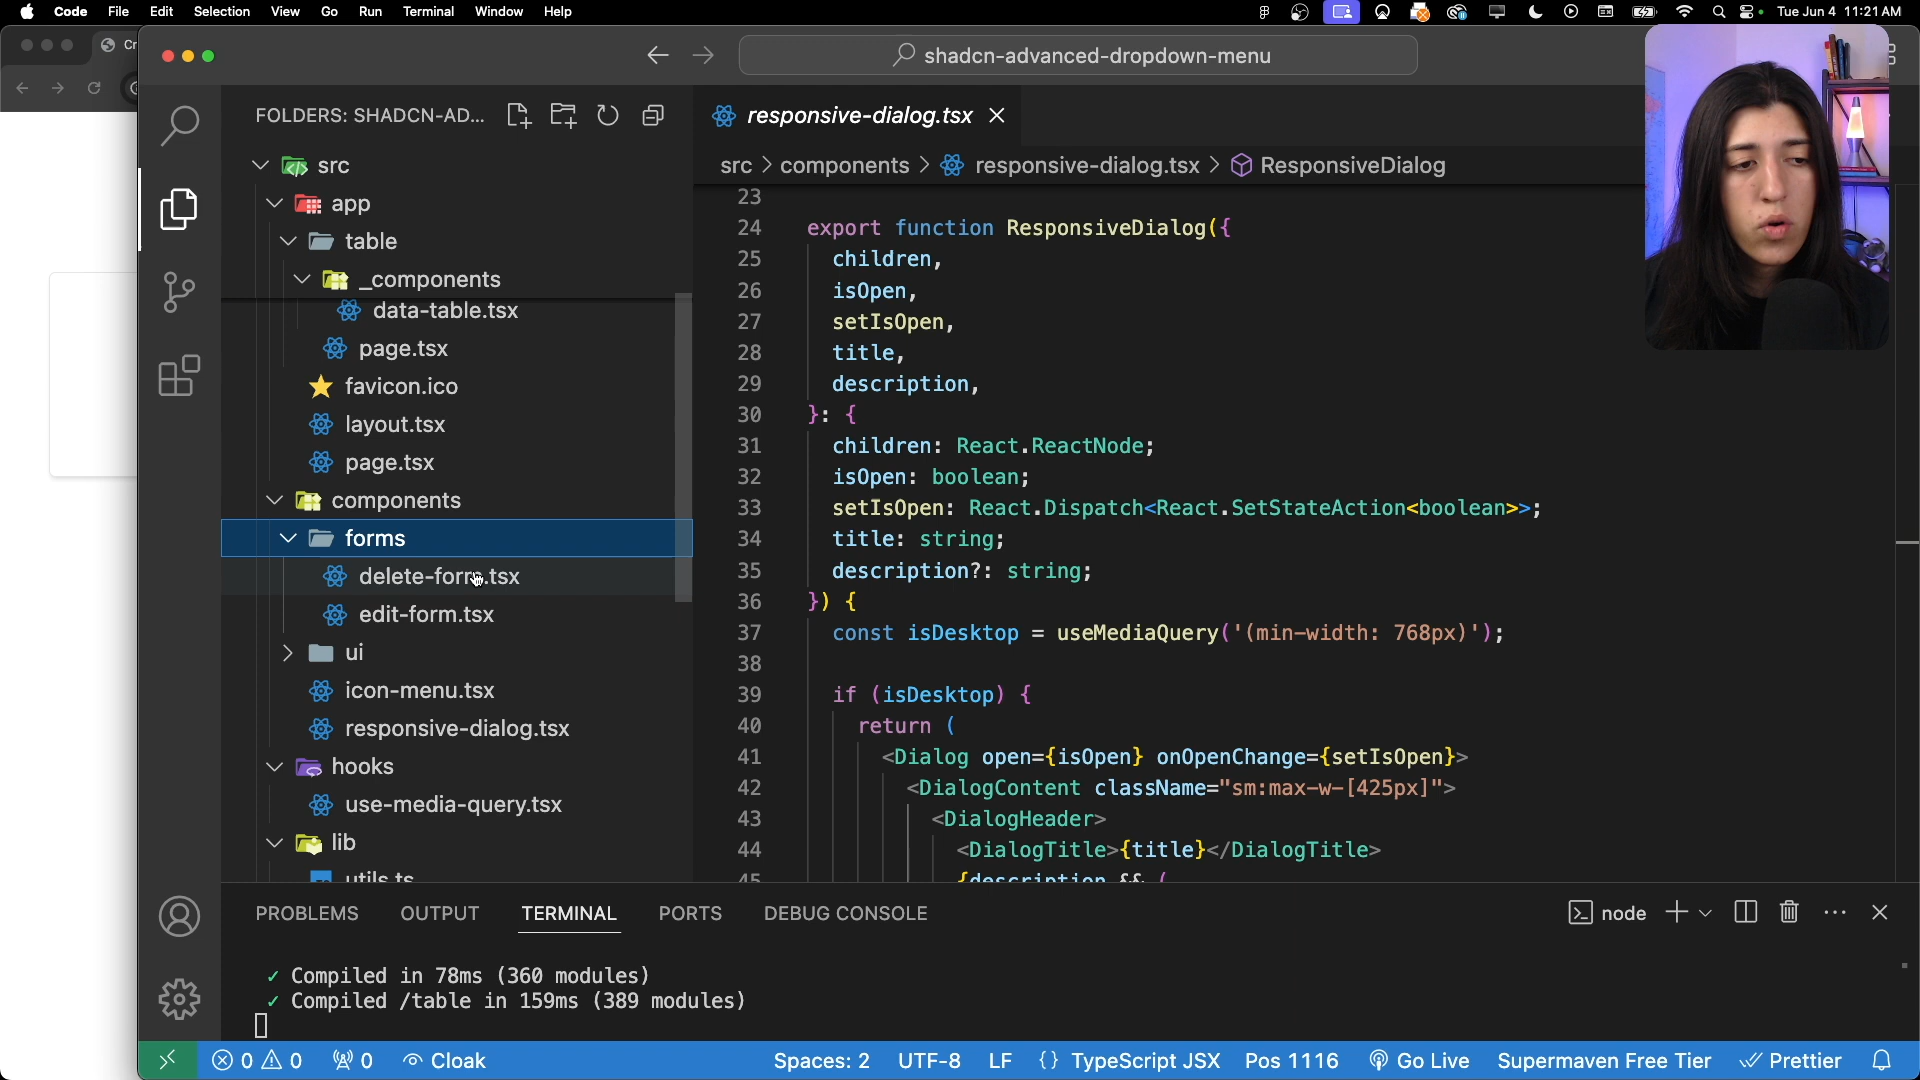 Code File Edit Selection View Go Run Terminal Window Help
Tue Jun 4 11:21 AM
shadcn-advanced-dropdown-menu
FOLDERS: SHADCN-AD...
src
app
table
_components
data-table.tsx
page.tsx
favicon.ico
layout.tsx
page.tsx
components
forms
delete-form.tsx
edit-form.tsx
ui
icon-menu.tsx
responsive-dialog.tsx
hooks
use-media-query.tsx
lib
utils.ts
responsive-dialog.tsx
src > components > responsive-dialog.tsx > ResponsiveDialog
23
24 export function ResponsiveDialog({
25 children,
26 isOpen,
27 setIsOpen,
28 title,
29 description,
30 }: {
31 children: React.ReactNode;
32 isOpen: boolean;
33 setIsOpen: React.Dispatch<React.SetStateAction<boolean>>;
34 title: string;
35 description?: string;
36 }) {
37 const isDesktop = useMediaQuery('(min-width: 768px)');
38
39 if (isDesktop) {
40 return (
41 <Dialog open={isOpen} onOpenChange={setIsOpen}>
42 <DialogContent className="sm:max-w-[425px]">
43 <DialogHeader>
44 <DialogTitle>{title}</DialogTitle>
45 {description && (
PROBLEMS OUTPUT TERMINAL PORTS DEBUG CONSOLE
node
✓ Compiled in 78ms (360 modules)
✓ Compiled /table in 159ms (389 modules)
0 0 0 Cloak
Spaces: 2 UTF-8 LF {} TypeScript JSX Pos 1116 Go Live Supermaven Free Tier Prettier